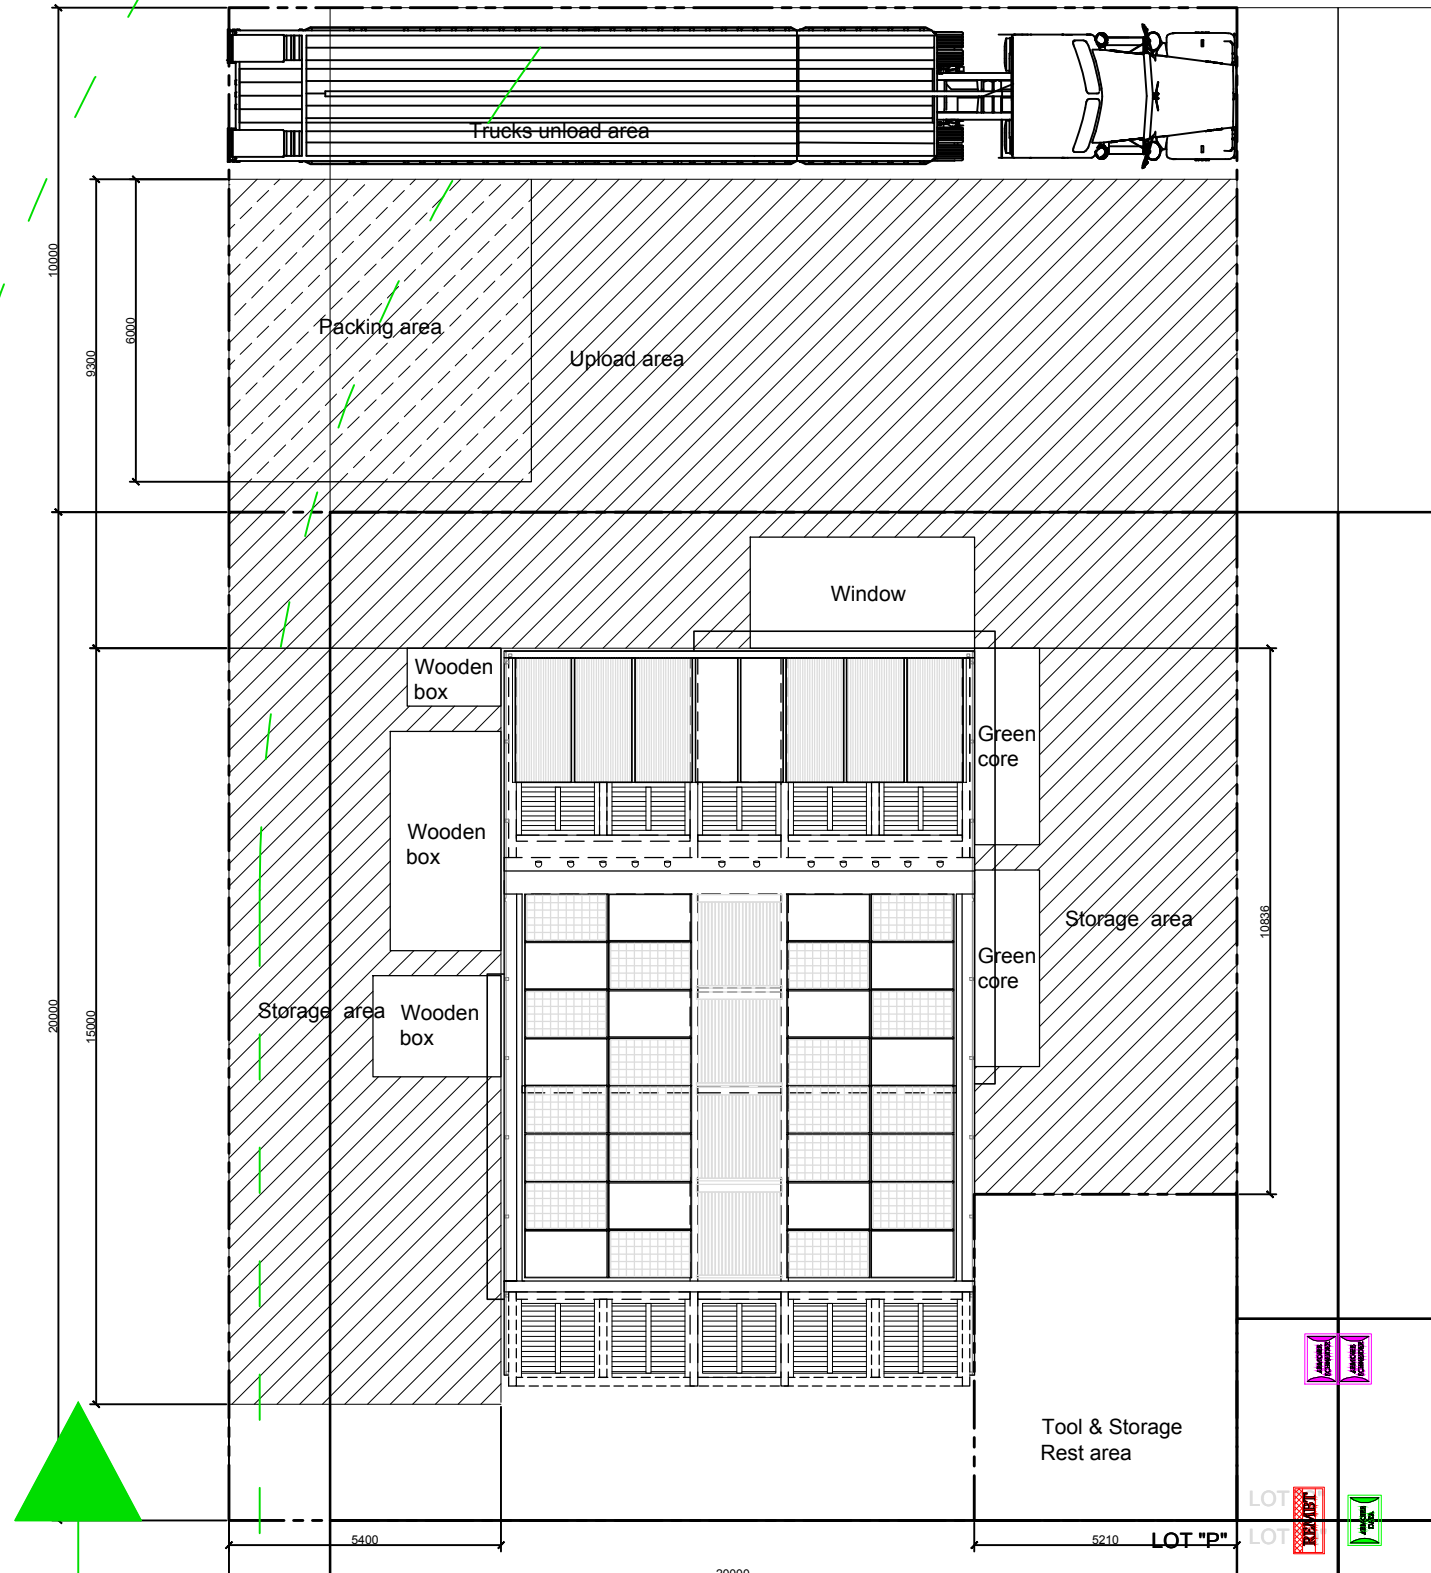 Trucks unload area
10000
6000
9300
Packing area
Upload area
Window
Wooden
box
Green
core
Wooden
box
Storage area
10836
Green
core
Storage area
Wooden
box
20000
15000
Tool & Storage
Rest area
LOT
LOT
5400
5210
LOT "P"